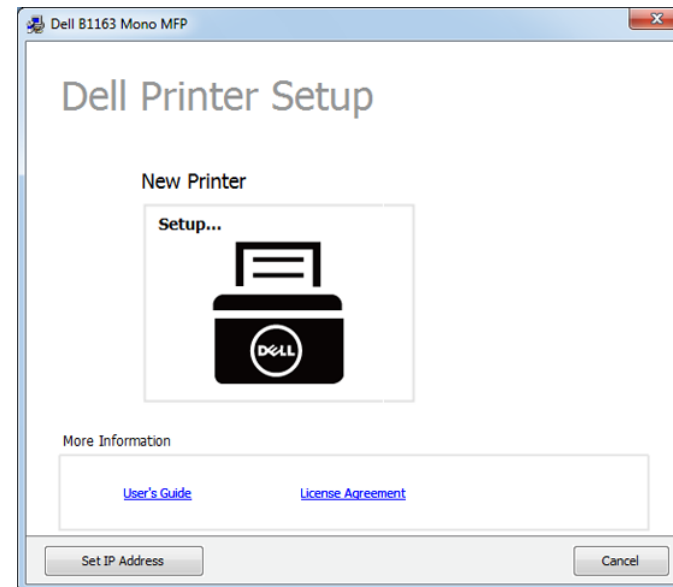 Dell B1163 Mono MFP
Dell Printer Setup
New Printer
Setup...
DELL
More Information
User's Guide
License Agreement
Set IP Address
Cancel